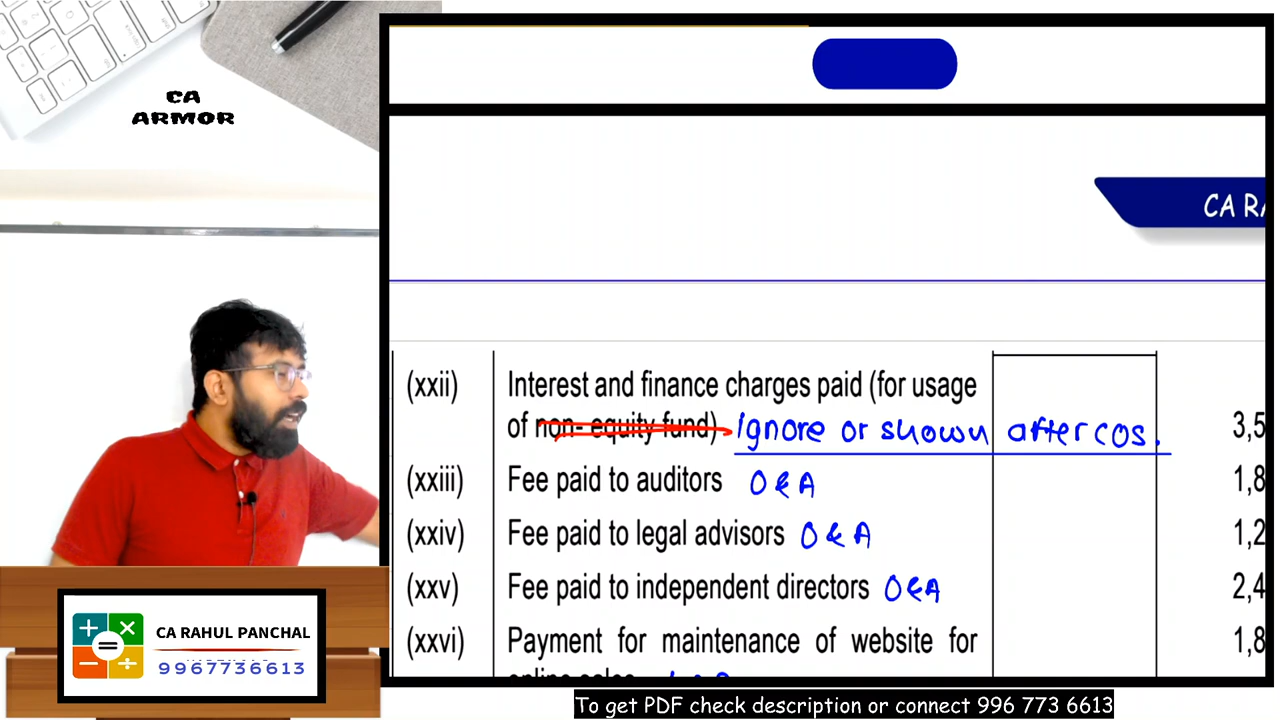 CA
ARMOR
CA RA
(xxii) Interest and finance charges paid (for usage
of non- equity fund) Ignore or shown after cos. 3,5
(xxiii) Fee paid to auditors O & A 1,8
(xxiv) Fee paid to legal advisors O & A 1,2
(xxv) Fee paid to independent directors O & A 2,4
(xxvi) Payment for maintenance of website for 1,8
online sales
CA RAHUL PANCHAL
9967736613
To get PDF check description or connect 996 773 6613